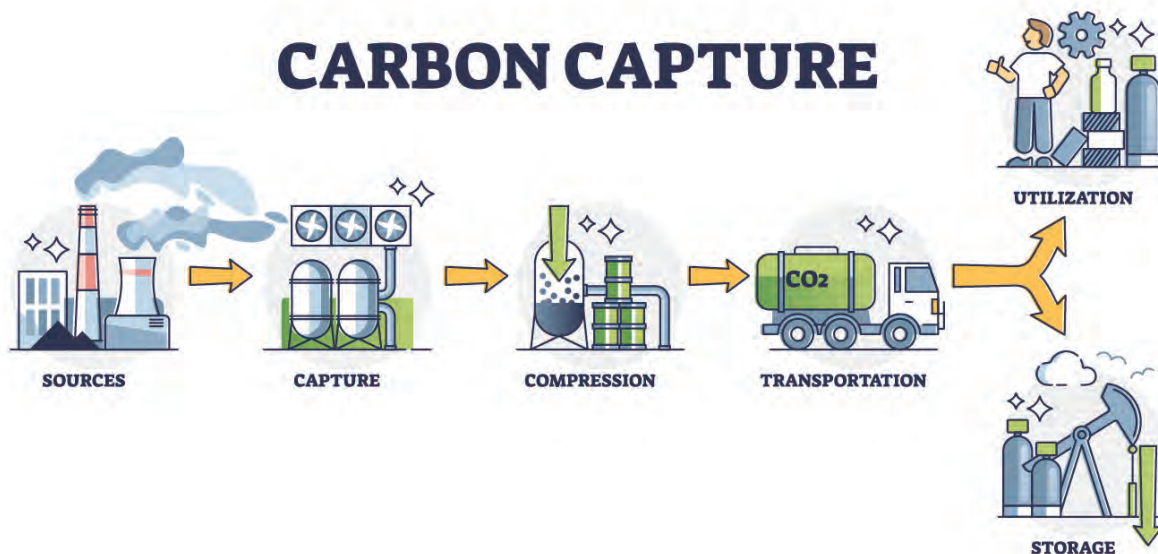 CARBON CAPTURE
UTILIZATION
CO2
SOURCES
CAPTURE
COMPRESSION
TRANSPORTATION
STORAGE